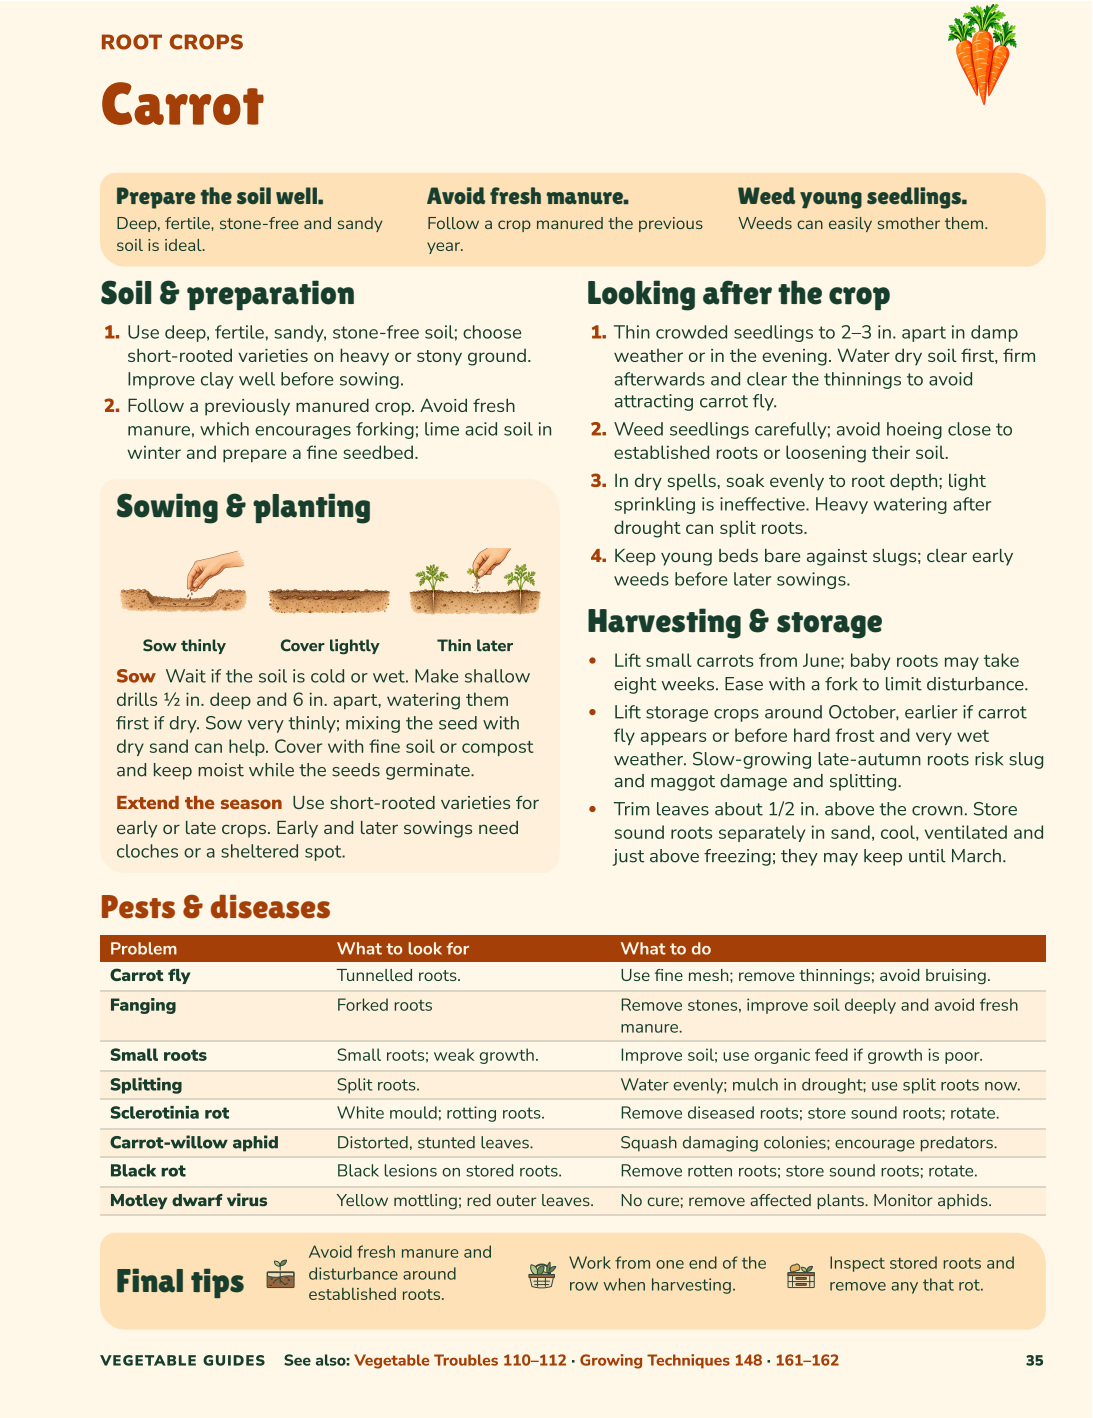 ROOT CROPS
Carrot
Prepare the soil well.
Deep, fertile, stone-free and sandy
soil is ideal.
Avoid fresh manure.
Follow a crop manured the previous
year.
Weed young seedlings.
Weeds can easily smother them.
Soil & preparation
1. Use deep, fertile, sandy, stone-free soil; choose
short-rooted varieties on heavy or stony ground.
Improve clay well before sowing.
2. Follow a previously manured crop. Avoid fresh
manure, which encourages forking; lime acid soil in
winter and prepare a fine seedbed.
Sowing & planting
Sow thinly
Cover lightly
Thin later
Sow Wait if the soil is cold or wet. Make shallow
drills ½ in. deep and 6 in. apart, watering them
first if dry. Sow very thinly; mixing the seed with
dry sand can help. Cover with fine soil or compost
and keep moist while the seeds germinate.
Extend the season Use short-rooted varieties for
early or late crops. Early and later sowings need
cloches or a sheltered spot.
Looking after the crop
1. Thin crowded seedlings to 2–3 in. apart in damp
weather or in the evening. Water dry soil first, firm
afterwards and clear the thinnings to avoid
attracting carrot fly.
2. Weed seedlings carefully; avoid hoeing close to
established roots or loosening their soil.
3. In dry spells, soak evenly to root depth; light
sprinkling is ineffective. Heavy watering after
drought can split roots.
4. Keep young beds bare against slugs; clear early
weeds before later sowings.
Harvesting & storage
• Lift small carrots from June; baby roots may take
eight weeks. Ease with a fork to limit disturbance.
• Lift storage crops around October, earlier if carrot
fly appears or before hard frost and very wet
weather. Slow-growing late-autumn roots risk slug
and maggot damage and splitting.
• Trim leaves about 1/2 in. above the crown. Store
sound roots separately in sand, cool, ventilated and
just above freezing; they may keep until March.
Pests & diseases
Problem What to look for What to do
Carrot fly Tunnelled roots. Use fine mesh; remove thinnings; avoid bruising.
Fanging Forked roots Remove stones, improve soil deeply and avoid fresh
manure.
Small roots Small roots; weak growth. Improve soil; use organic feed if growth is poor.
Splitting Split roots. Water evenly; mulch in drought; use split roots now.
Sclerotinia rot White mould; rotting roots. Remove diseased roots; store sound roots; rotate.
Carrot-willow aphid Distorted, stunted leaves. Squash damaging colonies; encourage predators.
Black rot Black lesions on stored roots. Remove rotten roots; store sound roots; rotate.
Motley dwarf virus Yellow mottling; red outer leaves. No cure; remove affected plants. Monitor aphids.
Final tips
Avoid fresh manure and
disturbance around
established roots.
Work from one end of the
row when harvesting.
Inspect stored roots and
remove any that rot.
VEGETABLE GUIDES See also: Vegetable Troubles 110–112 · Growing Techniques 148 · 161–162 35